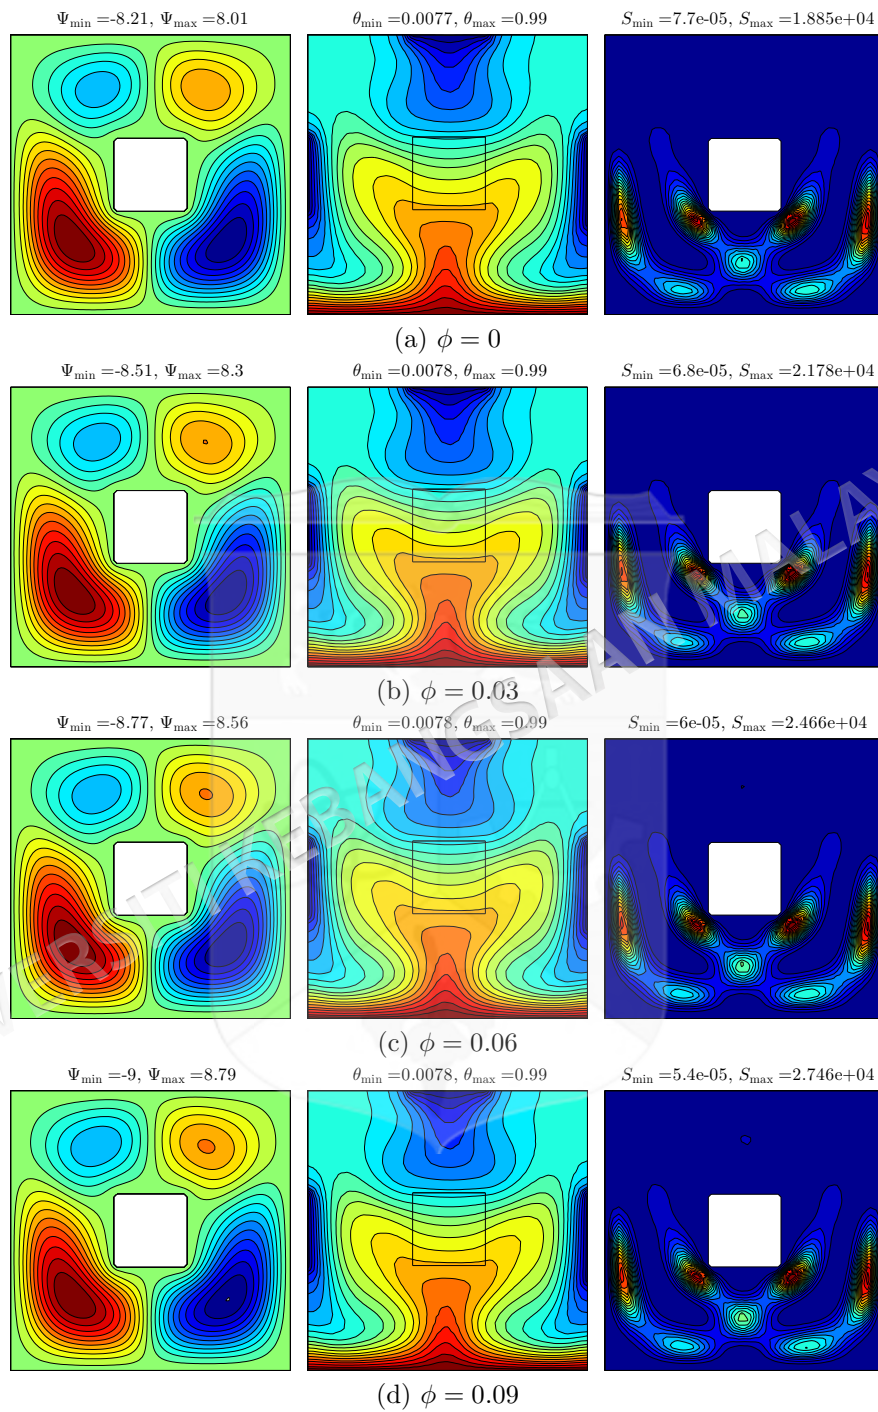 Ψmin =-8.21, Ψmax =8.01 θmin =0.0077, θmax =0.99 Smin =7.7e-05, Smax =1.885e+04
(a) ϕ = 0
Ψmin =-8.51, Ψmax =8.3 θmin =0.0078, θmax =0.99 Smin =6.8e-05, Smax =2.178e+04
(b) ϕ = 0.03
Ψmin =-8.77, Ψmax =8.56 θmin =0.0078, θmax =0.99 Smin =6e-05, Smax =2.466e+04
(c) ϕ = 0.06
Ψmin =-9, Ψmax =8.79 θmin =0.0078, θmax =0.99 Smin =5.4e-05, Smax =2.746e+04
(d) ϕ = 0.09
VERSITI KEBANGSAAN MALAY